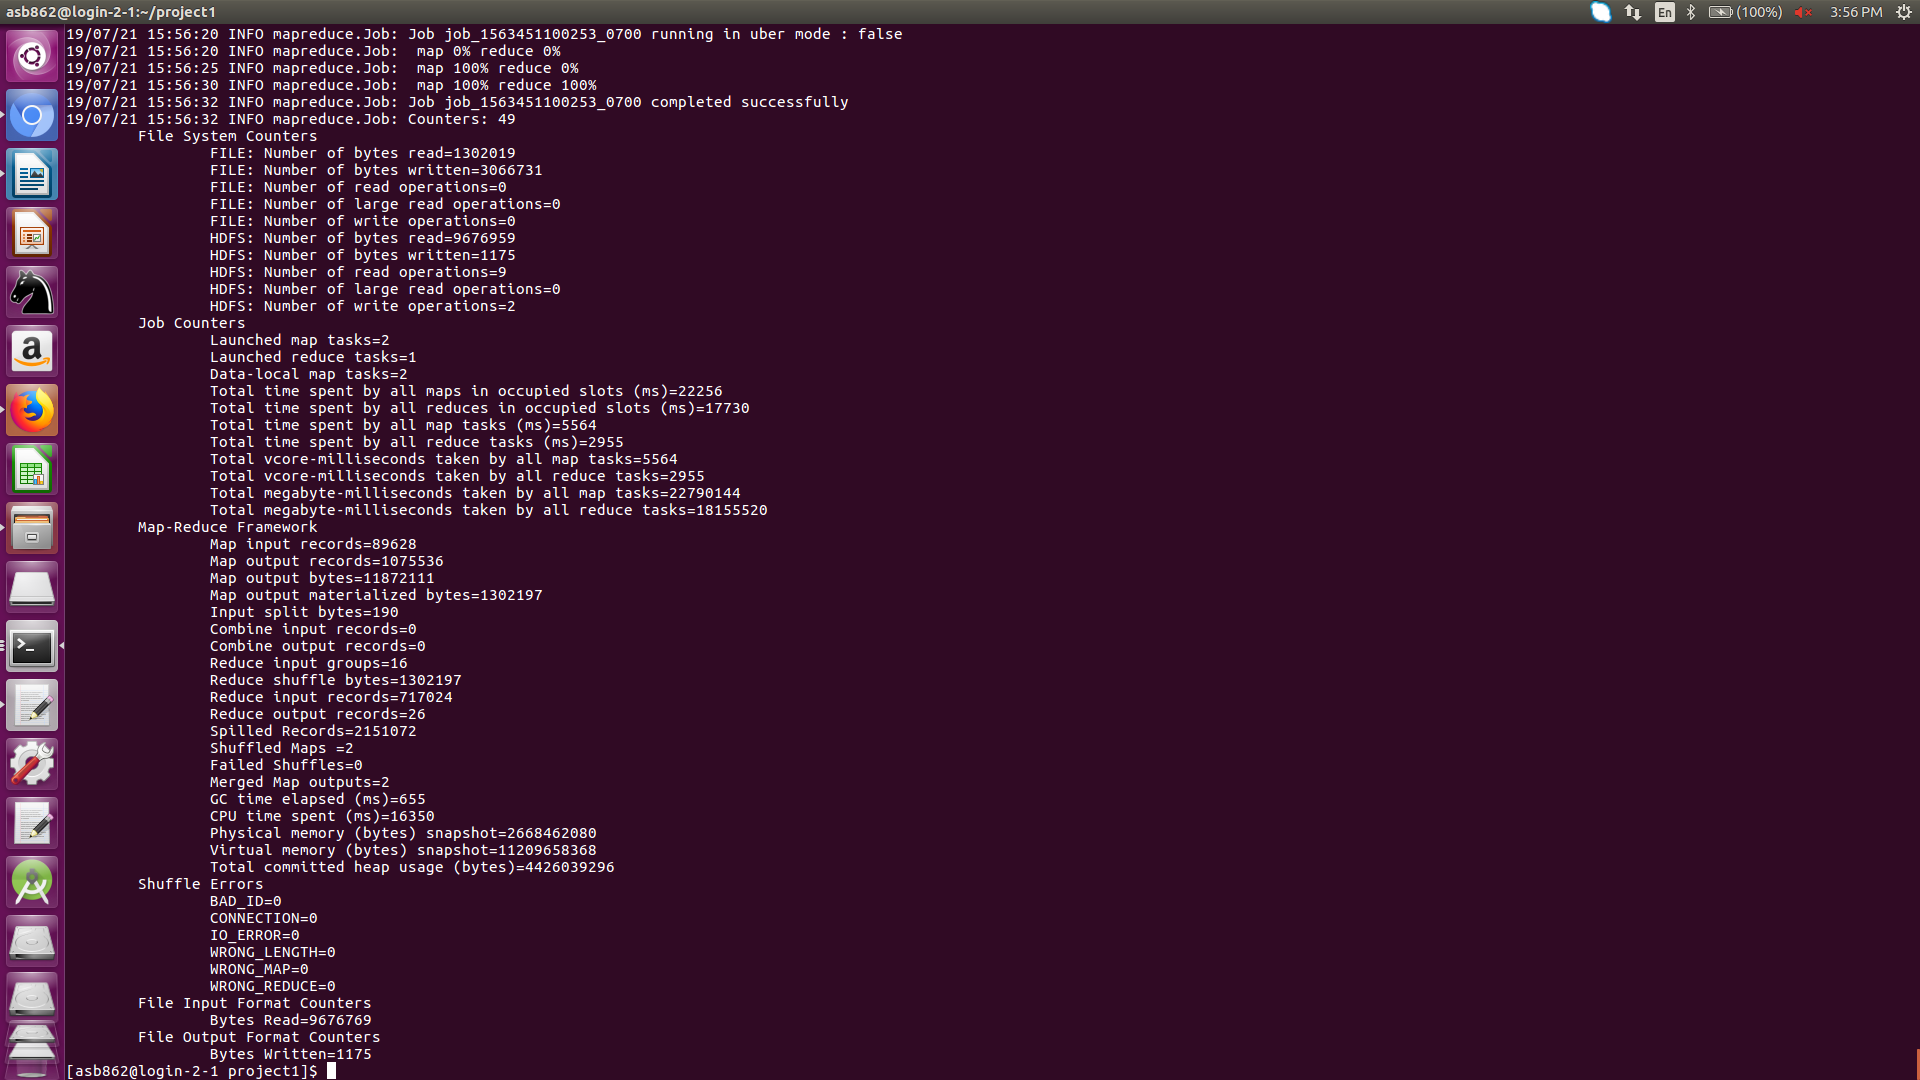 asb862@login-2-1:~/project1
En
(100%)
3:56 PM
19/07/21 15:56:20 INFO mapreduce.Job: Job job_1563451100253_0700 running in uber mode : false
19/07/21 15:56:20 INFO mapreduce.Job:  map 0% reduce 0%
19/07/21 15:56:25 INFO mapreduce.Job:  map 100% reduce 0%
19/07/21 15:56:30 INFO mapreduce.Job:  map 100% reduce 100%
19/07/21 15:56:32 INFO mapreduce.Job: Job job_1563451100253_0700 completed successfully
19/07/21 15:56:32 INFO mapreduce.Job: Counters: 49
File System Counters
FILE: Number of bytes read=1302019
FILE: Number of bytes written=3066731
FILE: Number of read operations=0
FILE: Number of large read operations=0
FILE: Number of write operations=0
HDFS: Number of bytes read=9676959
HDFS: Number of bytes written=1175
HDFS: Number of read operations=9
HDFS: Number of large read operations=0
HDFS: Number of write operations=2
Job Counters
Launched map tasks=2
Launched reduce tasks=1
Data-local map tasks=2
Total time spent by all maps in occupied slots (ms)=22256
Total time spent by all reduces in occupied slots (ms)=17730
Total time spent by all map tasks (ms)=5564
Total time spent by all reduce tasks (ms)=2955
Total vcore-milliseconds taken by all map tasks=5564
Total vcore-milliseconds taken by all reduce tasks=2955
Total megabyte-milliseconds taken by all map tasks=22790144
Total megabyte-milliseconds taken by all reduce tasks=18155520
Map-Reduce Framework
Map input records=89628
Map output records=1075536
Map output bytes=11872111
Map output materialized bytes=1302197
Input split bytes=190
Combine input records=0
Combine output records=0
Reduce input groups=16
Reduce shuffle bytes=1302197
Reduce input records=717024
Reduce output records=26
Spilled Records=2151072
Shuffled Maps =2
Failed Shuffles=0
Merged Map outputs=2
GC time elapsed (ms)=655
CPU time spent (ms)=16350
Physical memory (bytes) snapshot=2668462080
Virtual memory (bytes) snapshot=11209658368
Total committed heap usage (bytes)=4426039296
Shuffle Errors
BAD_ID=0
CONNECTION=0
IO_ERROR=0
WRONG_LENGTH=0
WRONG_MAP=0
WRONG_REDUCE=0
File Input Format Counters
Bytes Read=9676769
File Output Format Counters
Bytes Written=1175
[asb862@login-2-1 project1]$